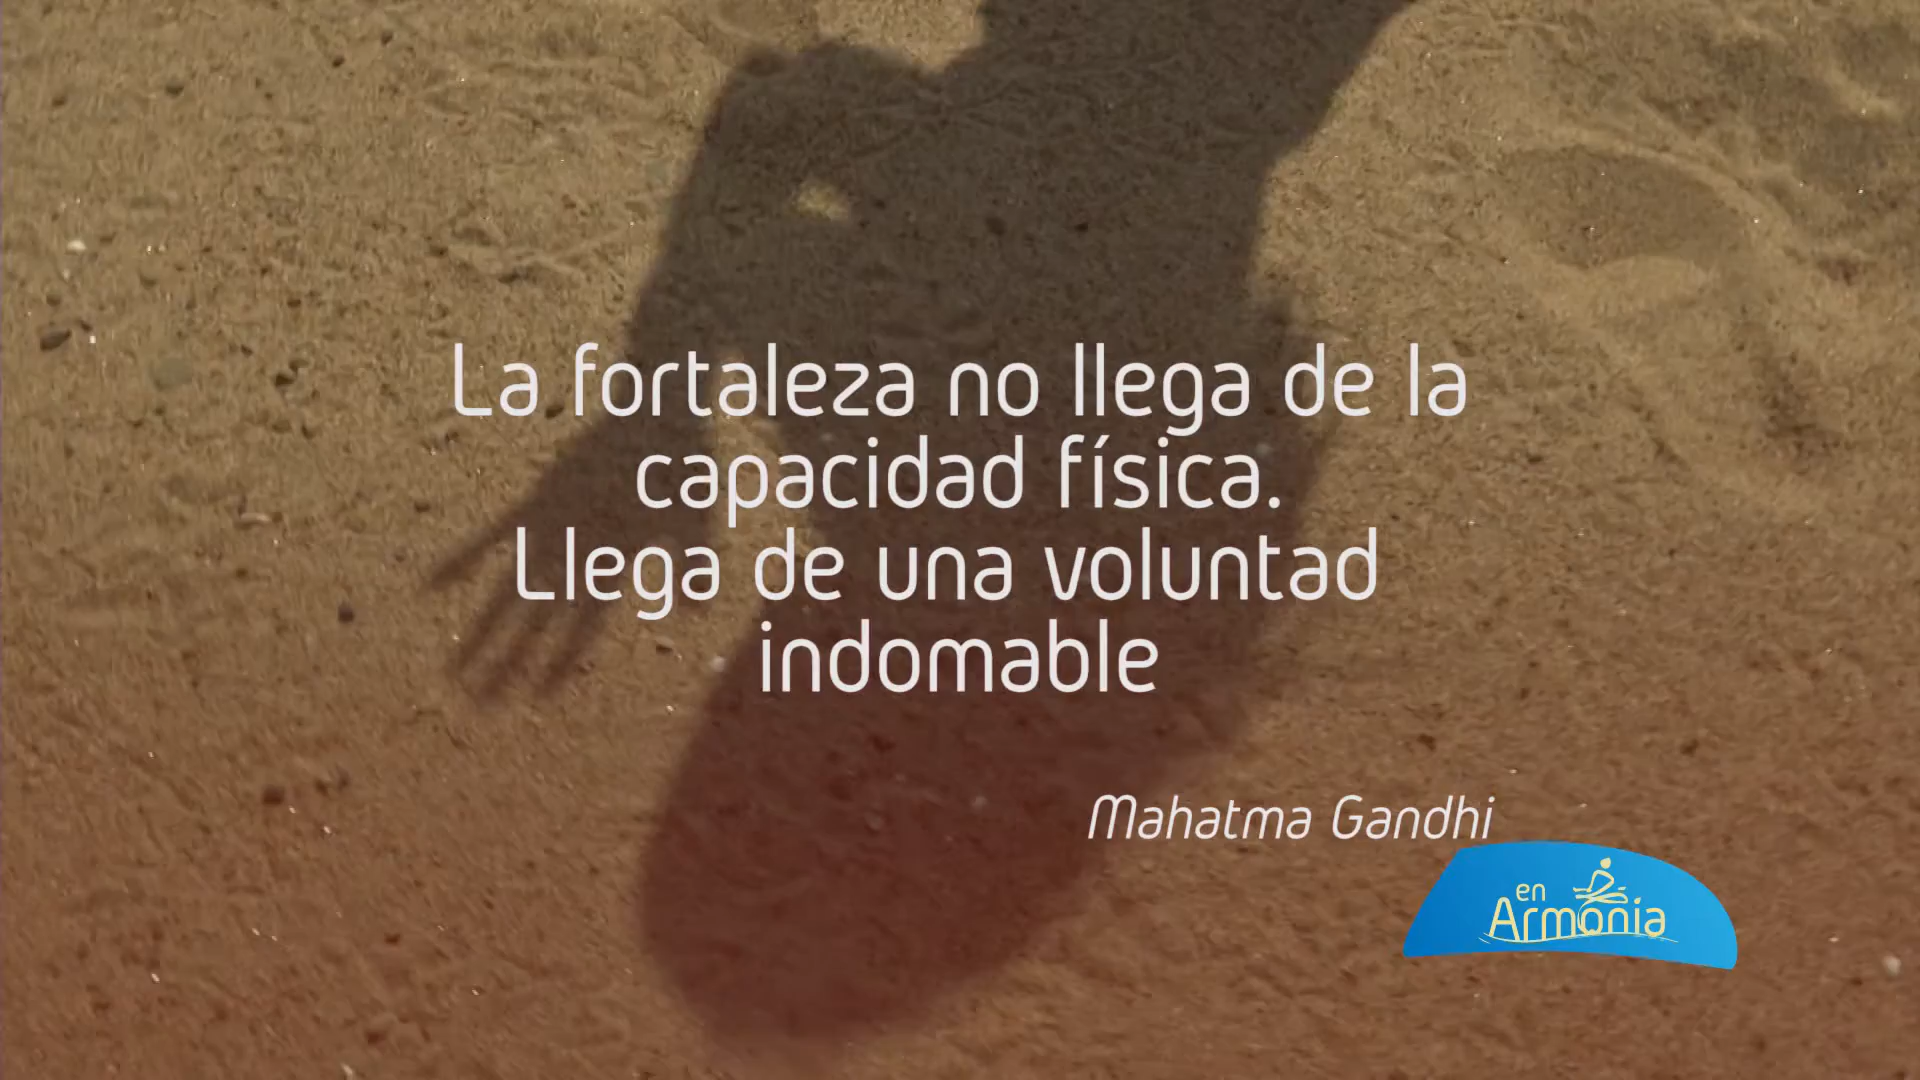 La fortaleza no llega de la
capacidad física.
Llega de una voluntad
indomable
Mahatma Gandhi
en
Armonia